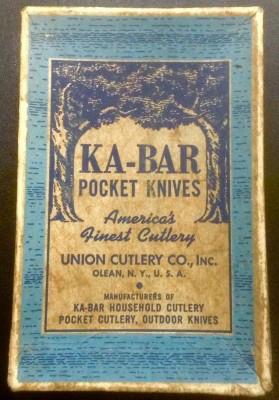 KA-BAR
POCKET KNIVES
America's
Finest Cutlery
UNION CUTLERY CO., INC.
OLEAN, N. Y., U. S. A.
MANUFACTURERS OF
KA-BAR HOUSEHOLD CUTLERY
POCKET CUTLERY, OUTDOOR KNIVES